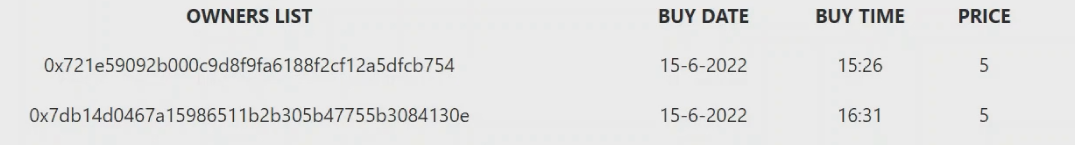 OWNERS LIST BUY DATE BUY TIME PRICE
0x721e59092b000c9d8f9fa6188f2cf12a5dfcb754 15-6-2022 15:26 5
0x7db14d0467a15986511b2b305b47755b3084130e 15-6-2022 16:31 5